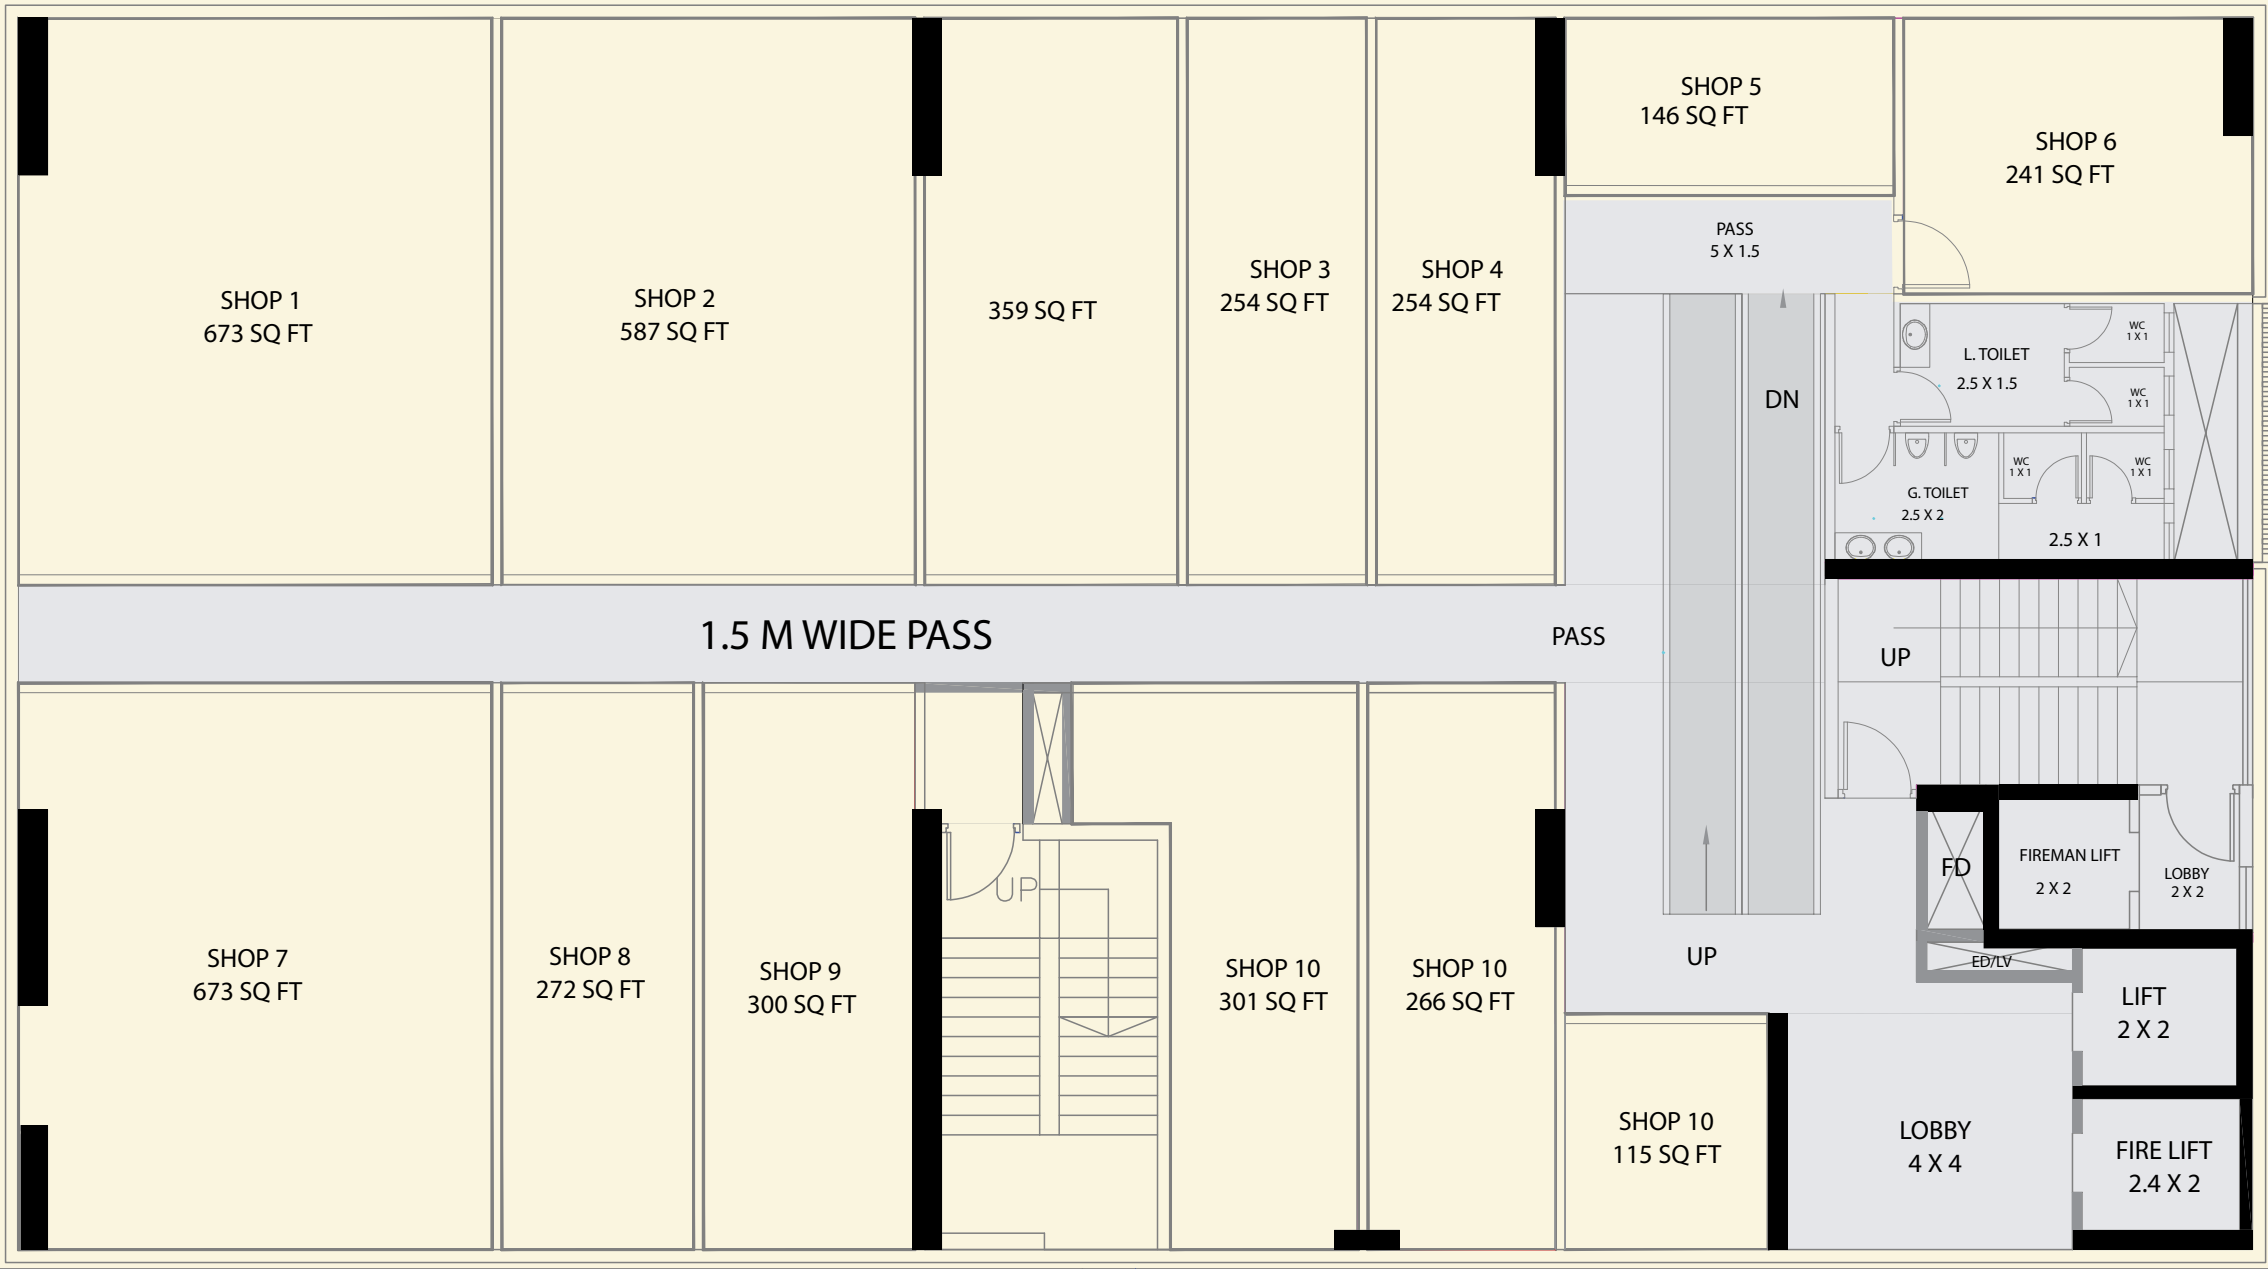 SHOP 1
673 SQ FT
SHOP 2
587 SQ FT
359 SQ FT
SHOP 3
254 SQ FT
SHOP 4
254 SQ FT
SHOP 5
146 SQ FT
SHOP 6
241 SQ FT
PASS
5 X 1.5
DN
L. TOILET
2.5 X 1.5
WC
1 X 1
WC
1 X 1
G. TOILET
2.5 X 2
WC
1 X 1
WC
1 X 1
2.5 X 1
1.5 M WIDE PASS
PASS
UP
SHOP 7
673 SQ FT
SHOP 8
272 SQ FT
SHOP 9
300 SQ FT
UP
SHOP 10
301 SQ FT
SHOP 10
266 SQ FT
UP
FD
FIREMAN LIFT
2 X 2
LOBBY
2 X 2
ED/LV
LIFT
2 X 2
SHOP 10
115 SQ FT
LOBBY
4 X 4
FIRE LIFT
2.4 X 2